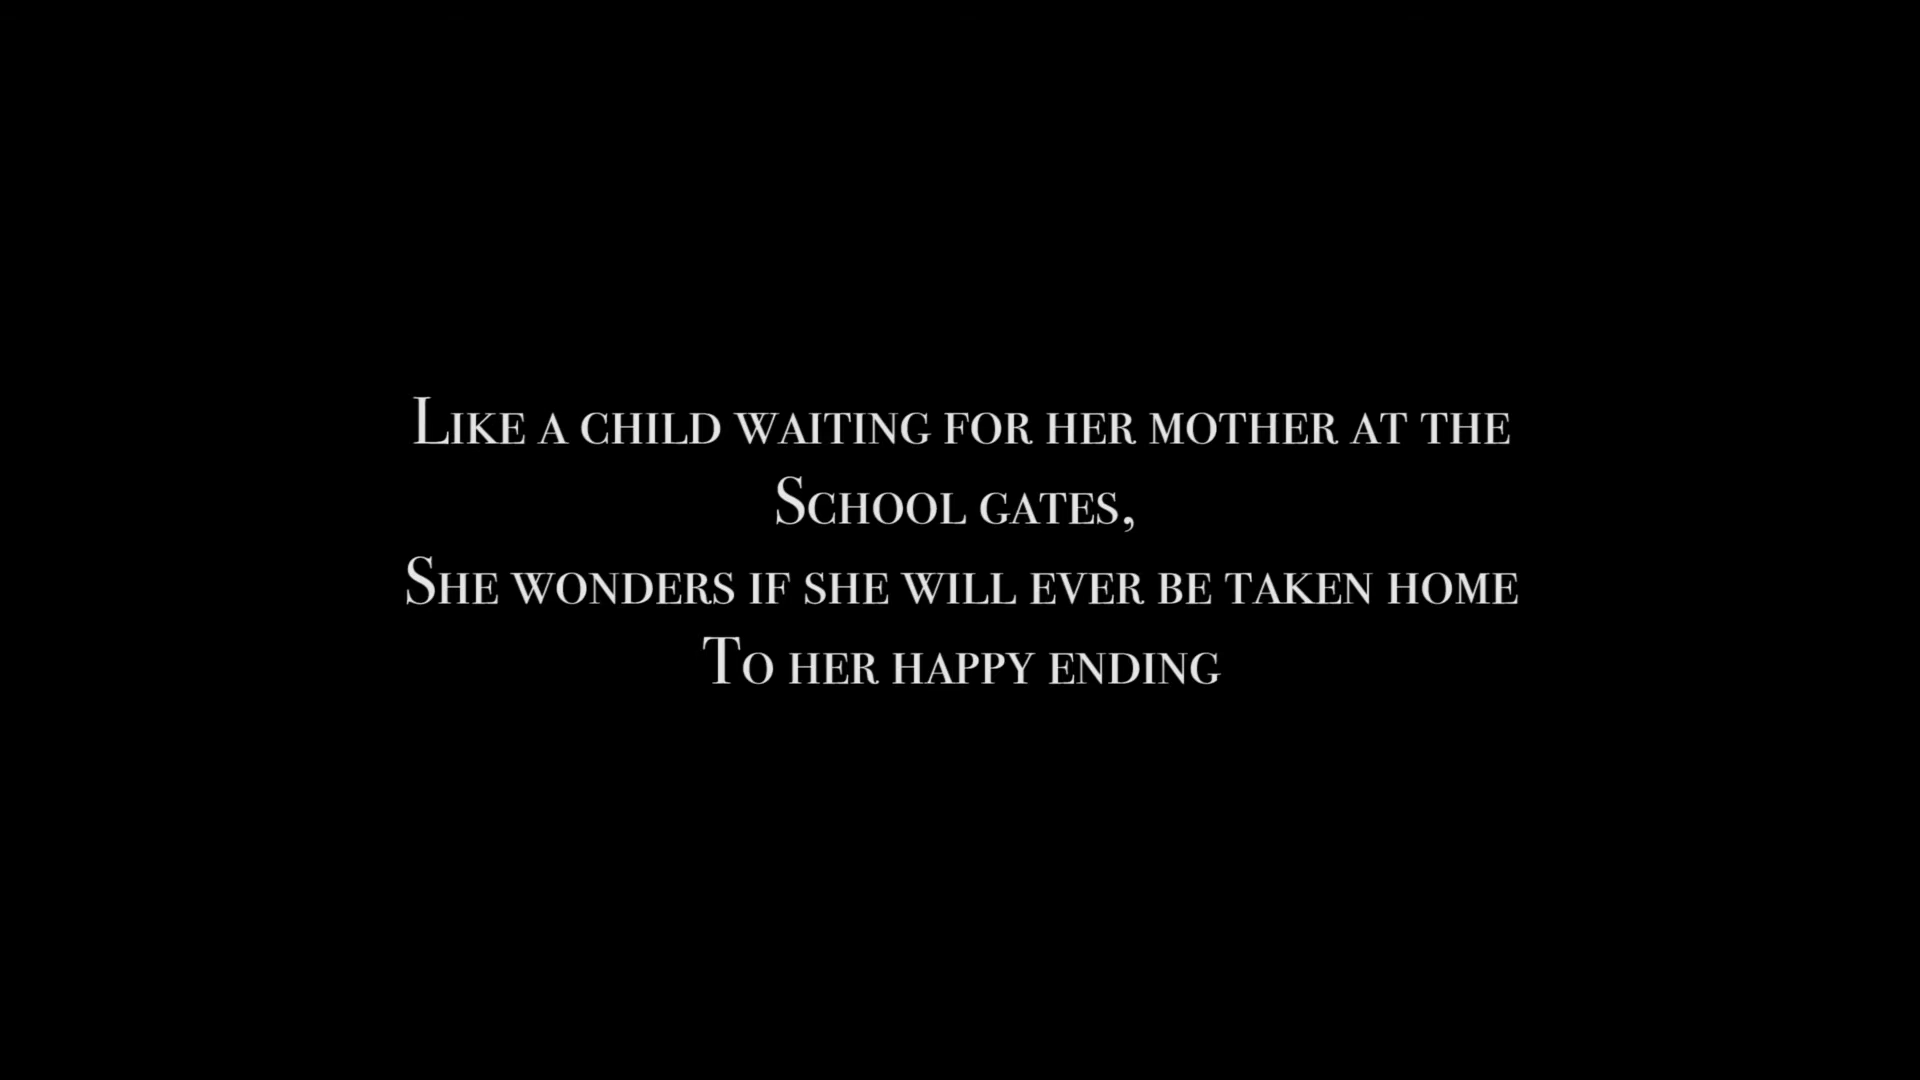 Like a child waiting for her mother at the
School gates,
She wonders if she will ever be taken home
To her happy ending